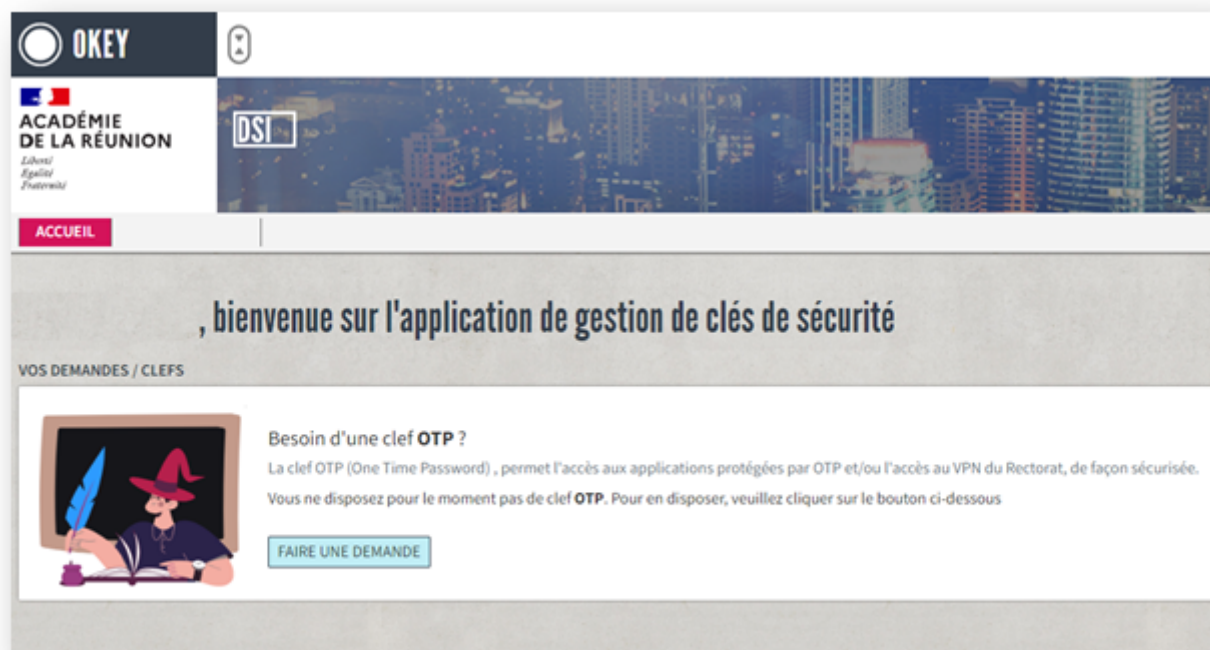 OKEY
ACADÉMIE
DE LA RÉUNION
Liberté
Égalité
Fraternité
DSI
ACCUEIL
, bienvenue sur l'application de gestion de clés de sécurité
VOS DEMANDES / CLEFS
Besoin d'une clef OTP ?
La clef OTP (One Time Password) , permet l'accès aux applications protégées par OTP et/ou l'accès au VPN du Rectorat, de façon sécurisée.
Vous ne disposez pour le moment pas de clef OTP. Pour en disposer, veuillez cliquer sur le bouton ci-dessous
FAIRE UNE DEMANDE